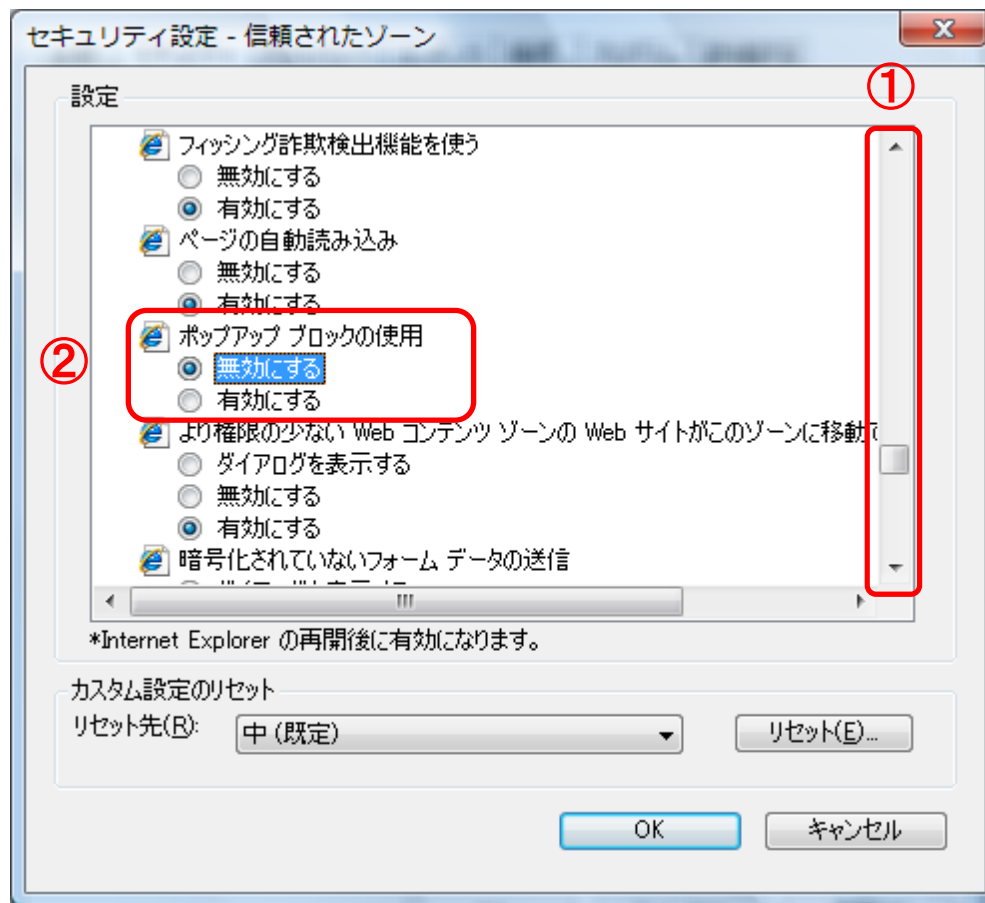 セキュリティ設定 - 信頼されたゾーン
①
設定
フィッシング詐欺検出機能を使う
無効にする
有効にする
ページの自動読み込み
無効にする
有効にする
②
ポップアップ ブロックの使用
無効にする
有効にする
より権限の少ない Web コンテンツ ゾーンの Web サイトがこのゾーンに移動
ダイアログを表示する
無効にする
有効にする
暗号化されていないフォーム データの送信
*Internet Explorer の再開後に有効になります。
カスタム設定のリセット
リセット先(R): 中 (既定) リセット(E)...
OK キャンセル